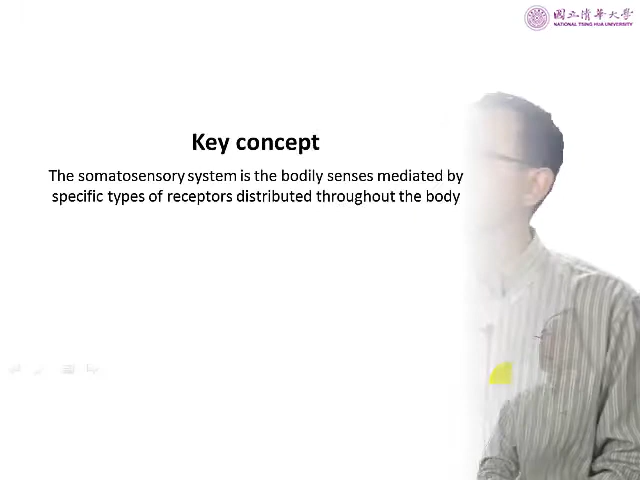 國立清華大學
NATIONAL TSING HUA UNIVERSITY
Key concept
The somatosensory system is the bodily senses mediated by
specific types of receptors distributed throughout the body